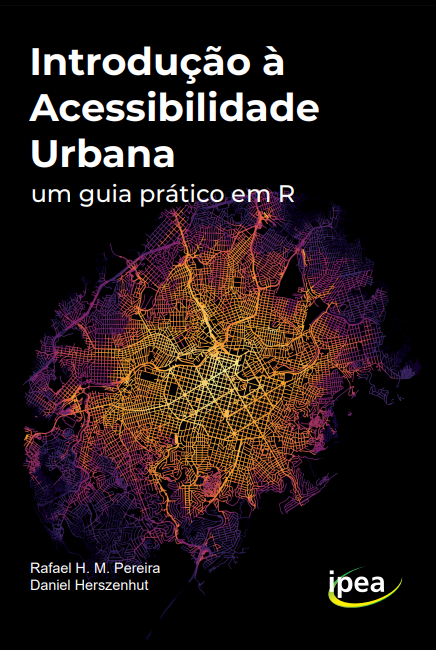 Introdução à
Acessibilidade
Urbana
um guia prático em R
Rafael H. M. Pereira
Daniel Herszenhut
ipea